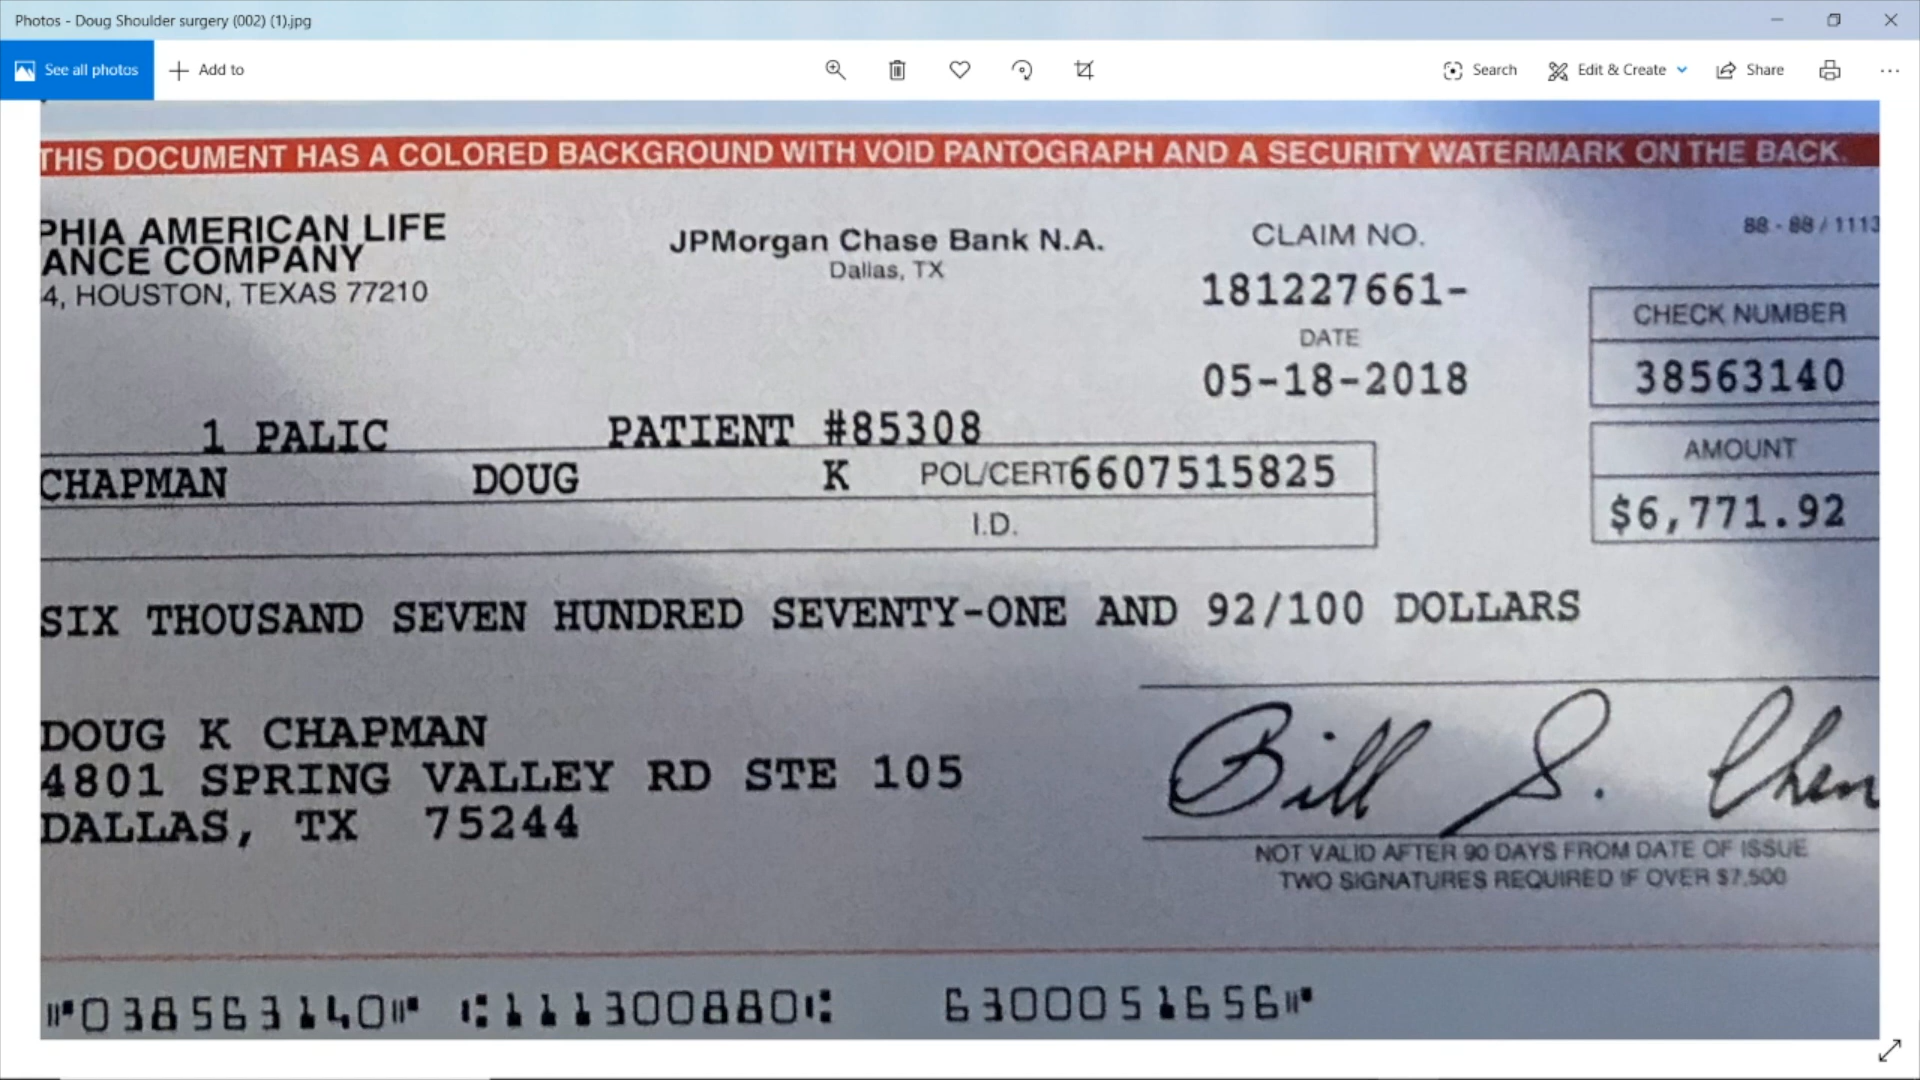 Photos - Doug Shoulder surgery (002) (1).jpg
See all photos
Add to
Search
Edit & Create
Share
THIS DOCUMENT HAS A COLORED BACKGROUND WITH VOID PANTOGRAPH AND A SECURITY WATERMARK ON THE BACK.
PHIA AMERICAN LIFE
ANCE COMPANY
4, HOUSTON, TEXAS 77210
JPMorgan Chase Bank N.A.
Dallas, TX
CLAIM NO.
181227661-
DATE
05-18-2018
88-88/1113
CHECK NUMBER
38563140
AMOUNT
$6,771.92
1 PALIC PATIENT #85308
CHAPMAN DOUG K POL/CERT6607515825
I.D.
SIX THOUSAND SEVEN HUNDRED SEVENTY-ONE AND 92/100 DOLLARS
DOUG K CHAPMAN
4801 SPRING VALLEY RD STE 105
DALLAS, TX 75244
Bill S. Chen
NOT VALID AFTER 90 DAYS FROM DATE OF ISSUE
TWO SIGNATURES REQUIRED IF OVER $7,500
⑈038563140⑈ ⑆111300880⑆ 6300051656⑈